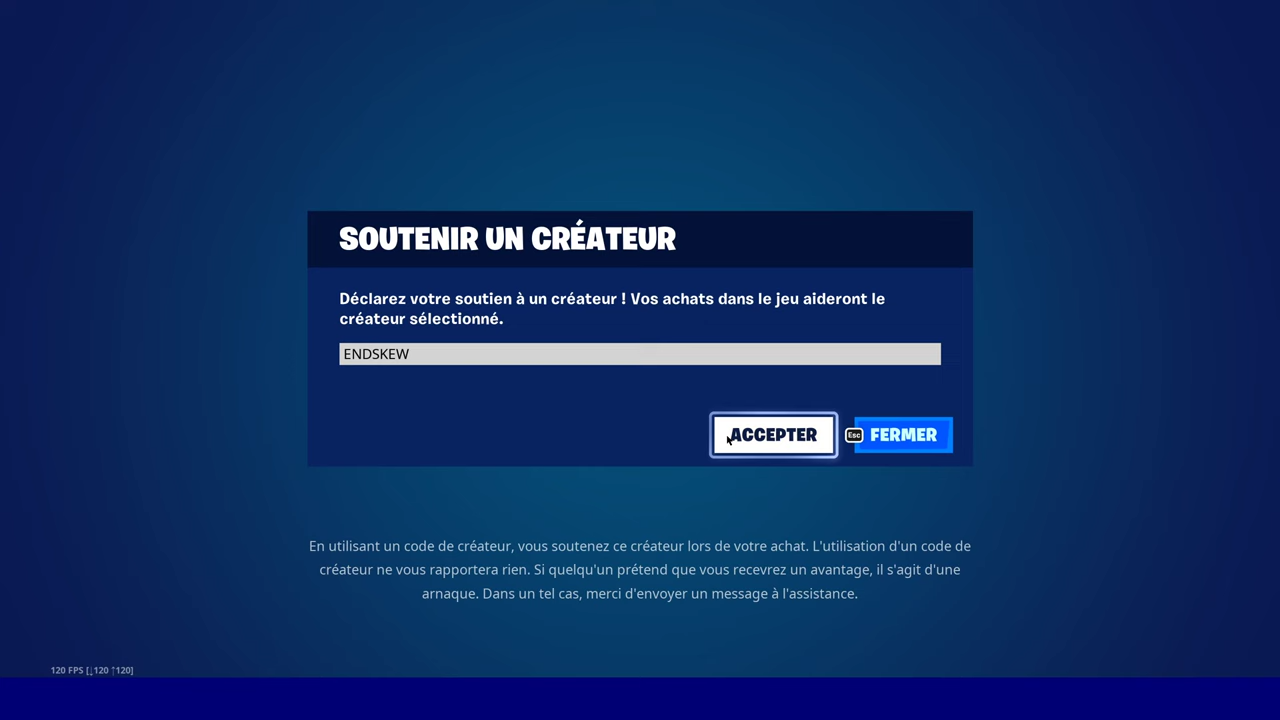 SOUTENIR UN CRÉATEUR
Déclarez votre soutien à un créateur ! Vos achats dans le jeu aideront le
créateur sélectionné.
ENDSKEW
ACCEPTER
Esc
FERMER
En utilisant un code de créateur, vous soutenez ce créateur lors de votre achat. L'utilisation d'un code de
créateur ne vous rapportera rien. Si quelqu'un prétend que vous recevrez un avantage, il s'agit d'une
arnaque. Dans un tel cas, merci d'envoyer un message à l'assistance.
120 FPS [↓120 ↑120]